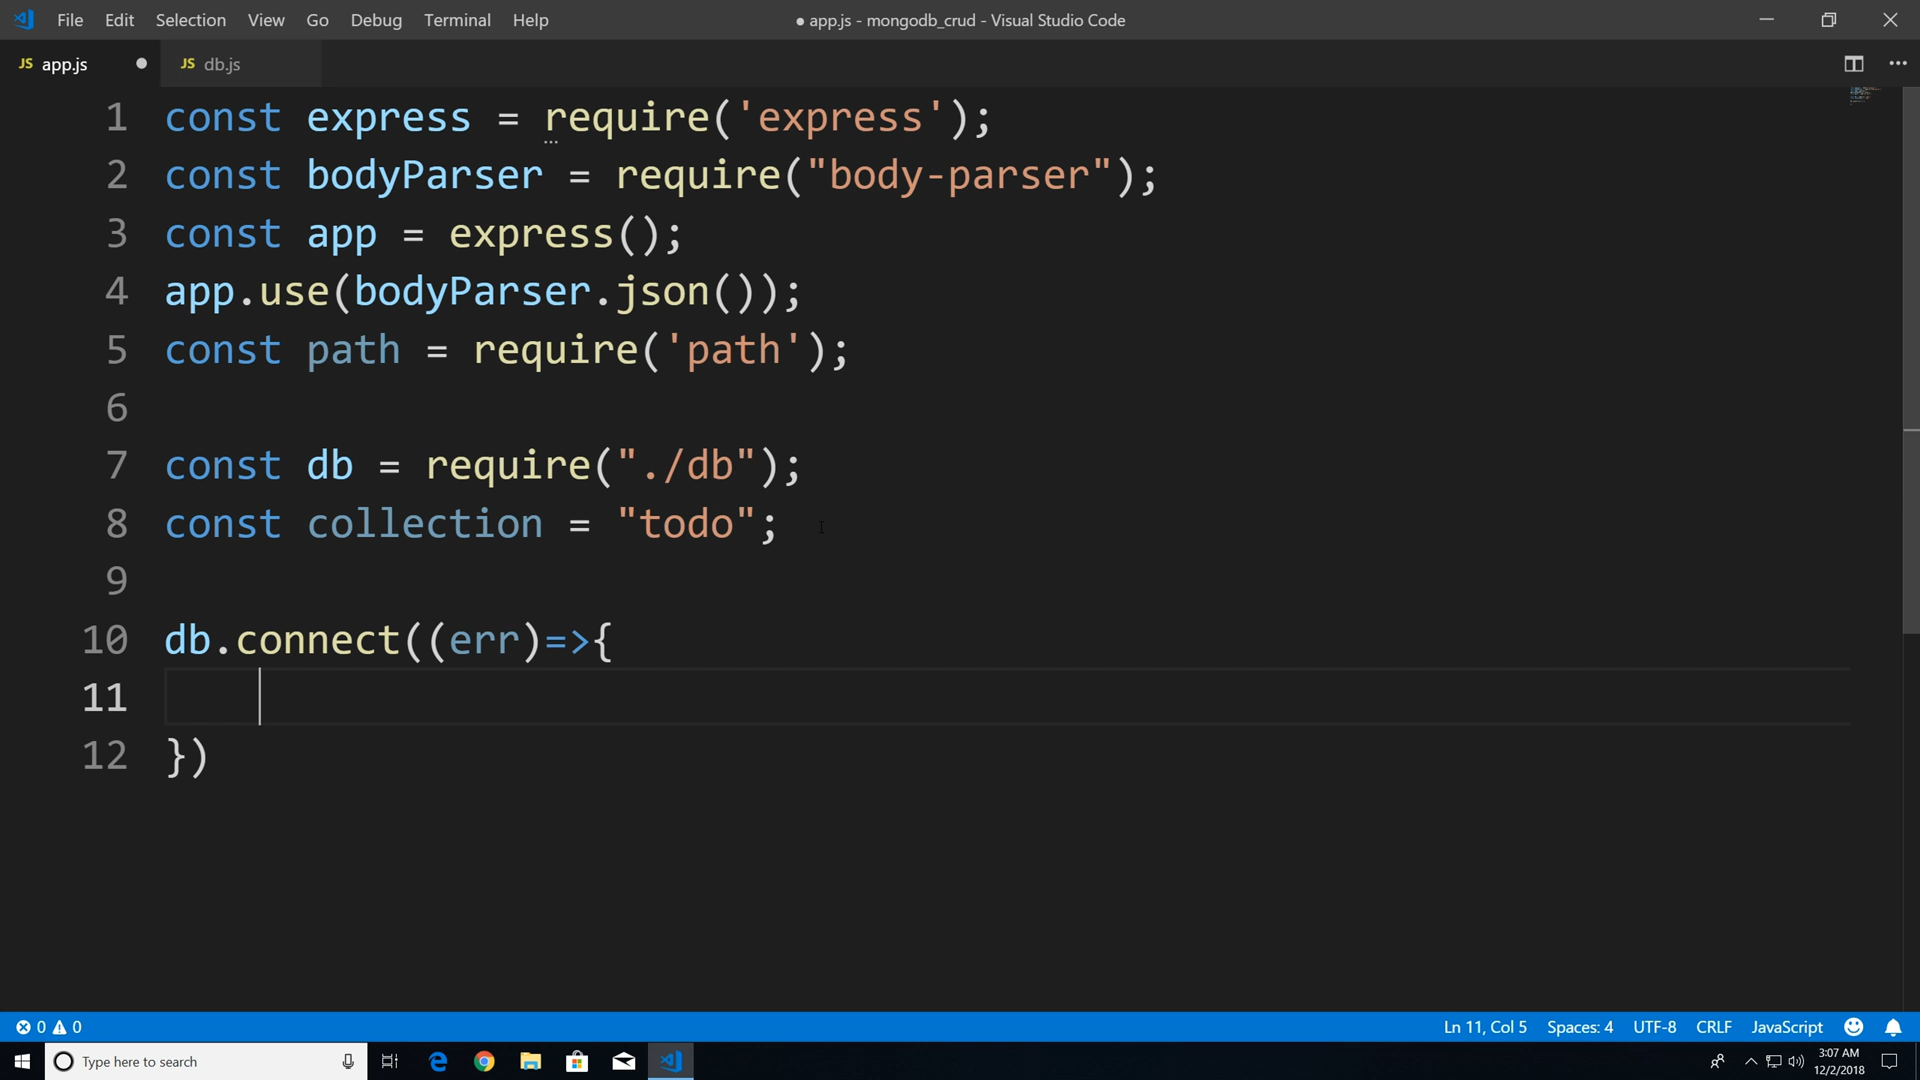 File Edit Selection View Go Debug Terminal Help ● app.js - mongodb_crud - Visual Studio Code
JS app.js ● JS db.js
1 const express = require('express');
2 const bodyParser = require("body-parser");
3 const app = express();
4 app.use(bodyParser.json());
5 const path = require('path');
6
7 const db = require("./db");
8 const collection = "todo";
9
10 db.connect((err)=>{
11
12 })
0 0 Ln 11, Col 5 Spaces: 4 UTF-8 CRLF JavaScript
Type here to search 3:07 AM
12/2/2018